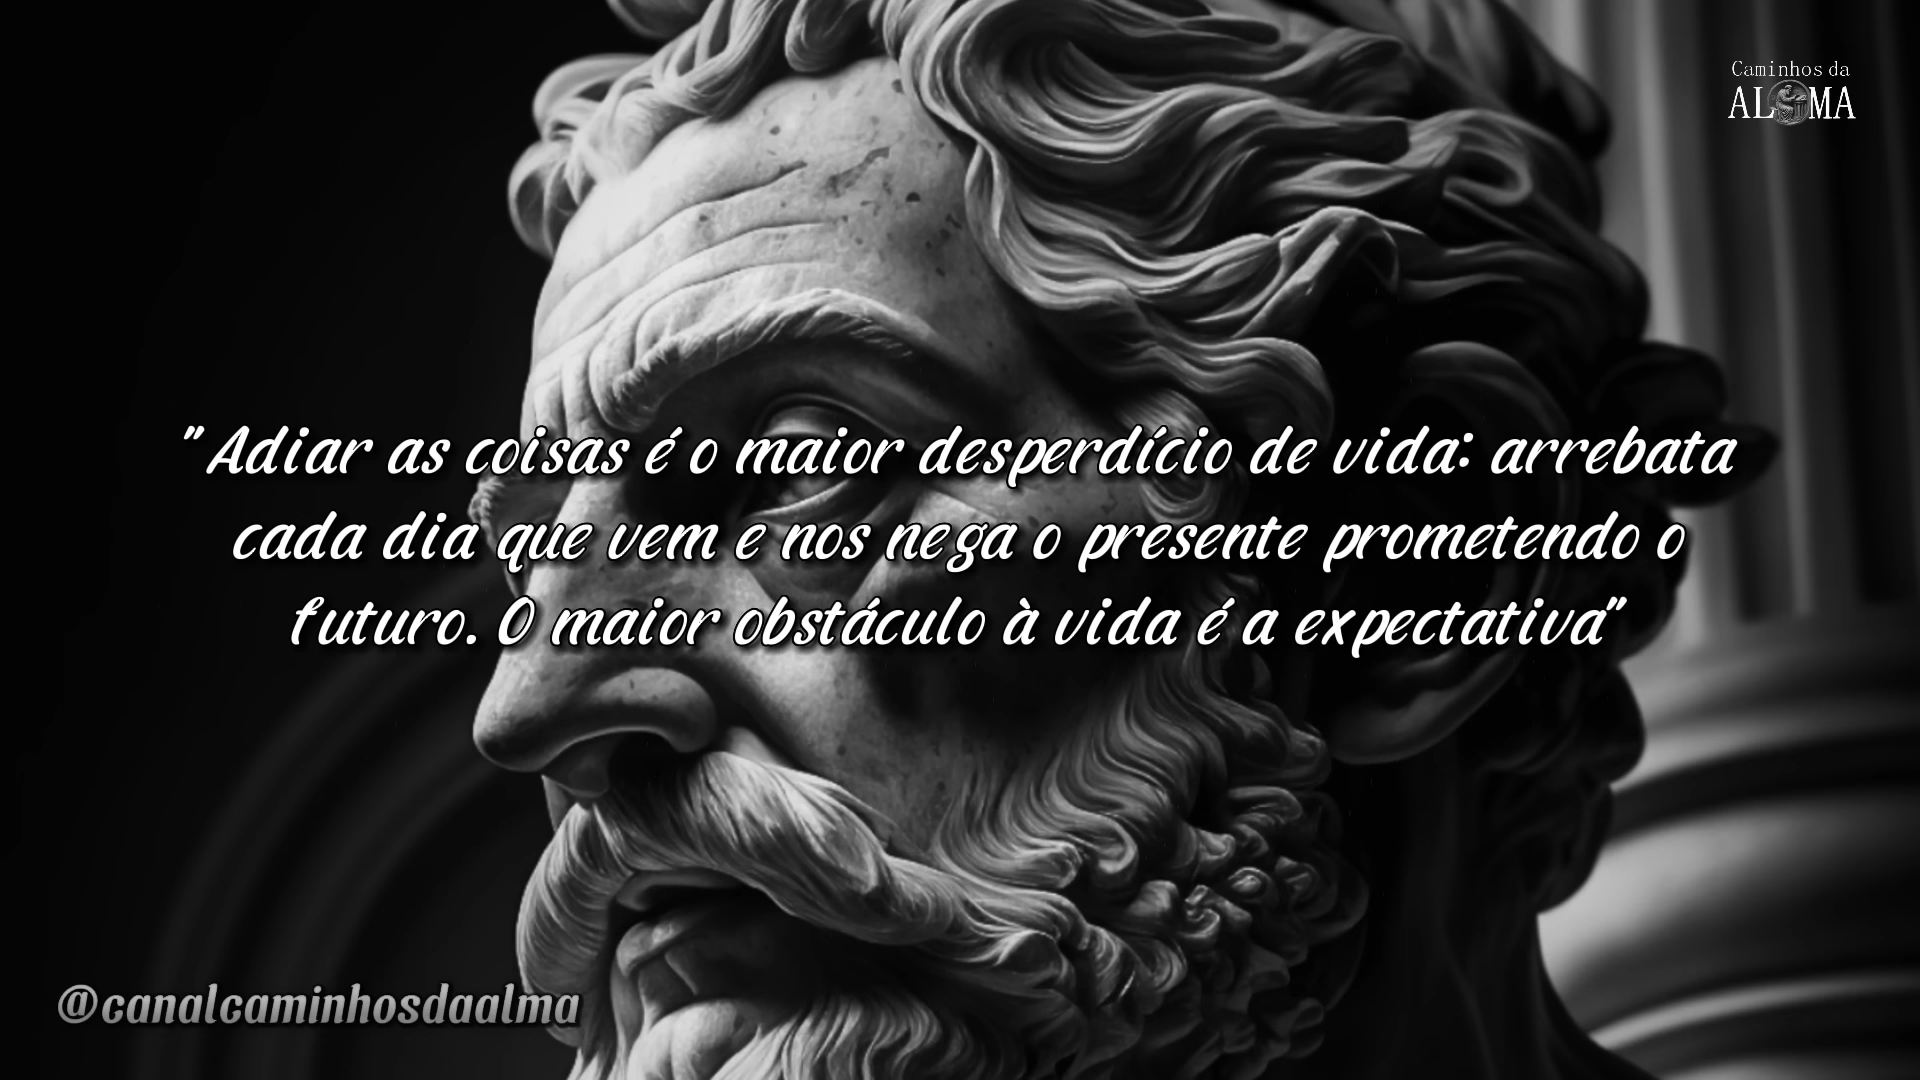 Caminhos da
ALMA
"Adiar as coisas é o maior desperdício de vida: arrebata
cada dia que vem e nos nega o presente prometendo o
futuro. O maior obstáculo à vida é a expectativa"
@canalcaminhosdaalma